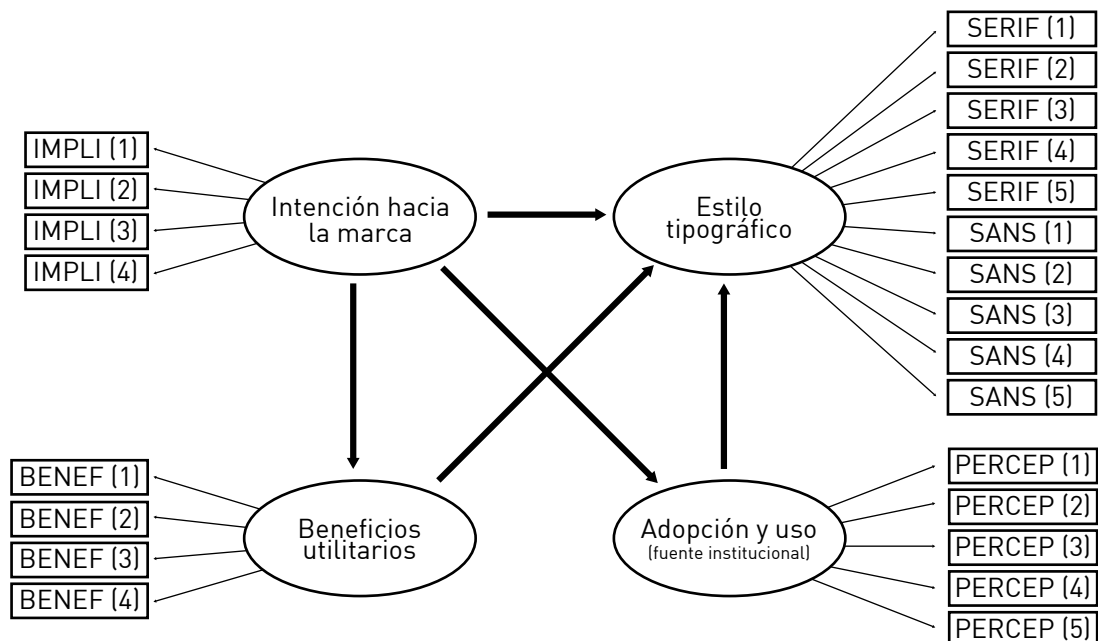 IMPLI (1)
IMPLI (2)
IMPLI (3)
IMPLI (4)
Intención hacia
la marca
Estilo
tipográfico
SERIF (1)
SERIF (2)
SERIF (3)
SERIF (4)
SERIF (5)
SANS (1)
SANS (2)
SANS (3)
SANS (4)
SANS (5)
BENEF (1)
BENEF (2)
BENEF (3)
BENEF (4)
Beneficios
utilitarios
Adopción y uso
(fuente institucional)
PERCEP (1)
PERCEP (2)
PERCEP (3)
PERCEP (4)
PERCEP (5)